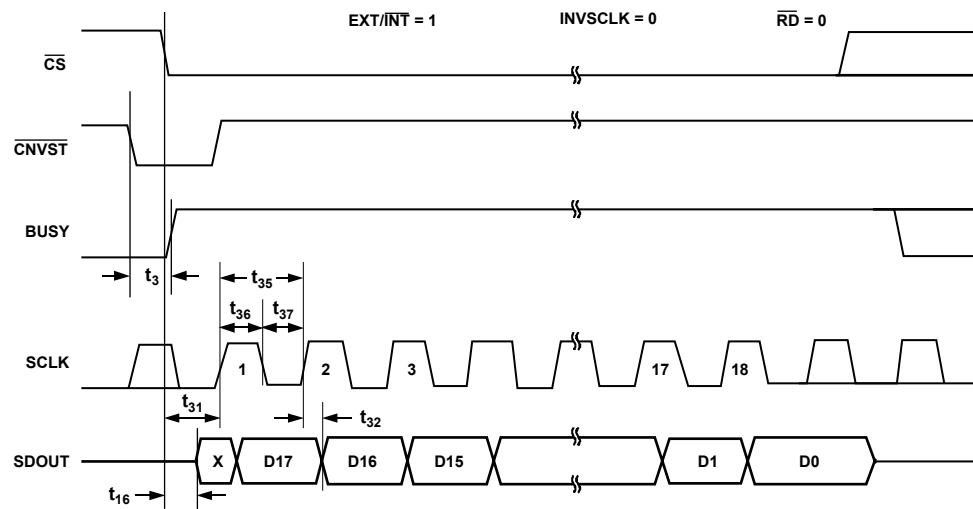 EXT/INT = 1 INVSCLK = 0 RD = 0
CS
CNVST
BUSY
t3
t35
t36 t37
SCLK 1 2 3 17 18
t31
t32
SDOUT X D17 D16 D15 D1 D0
t16